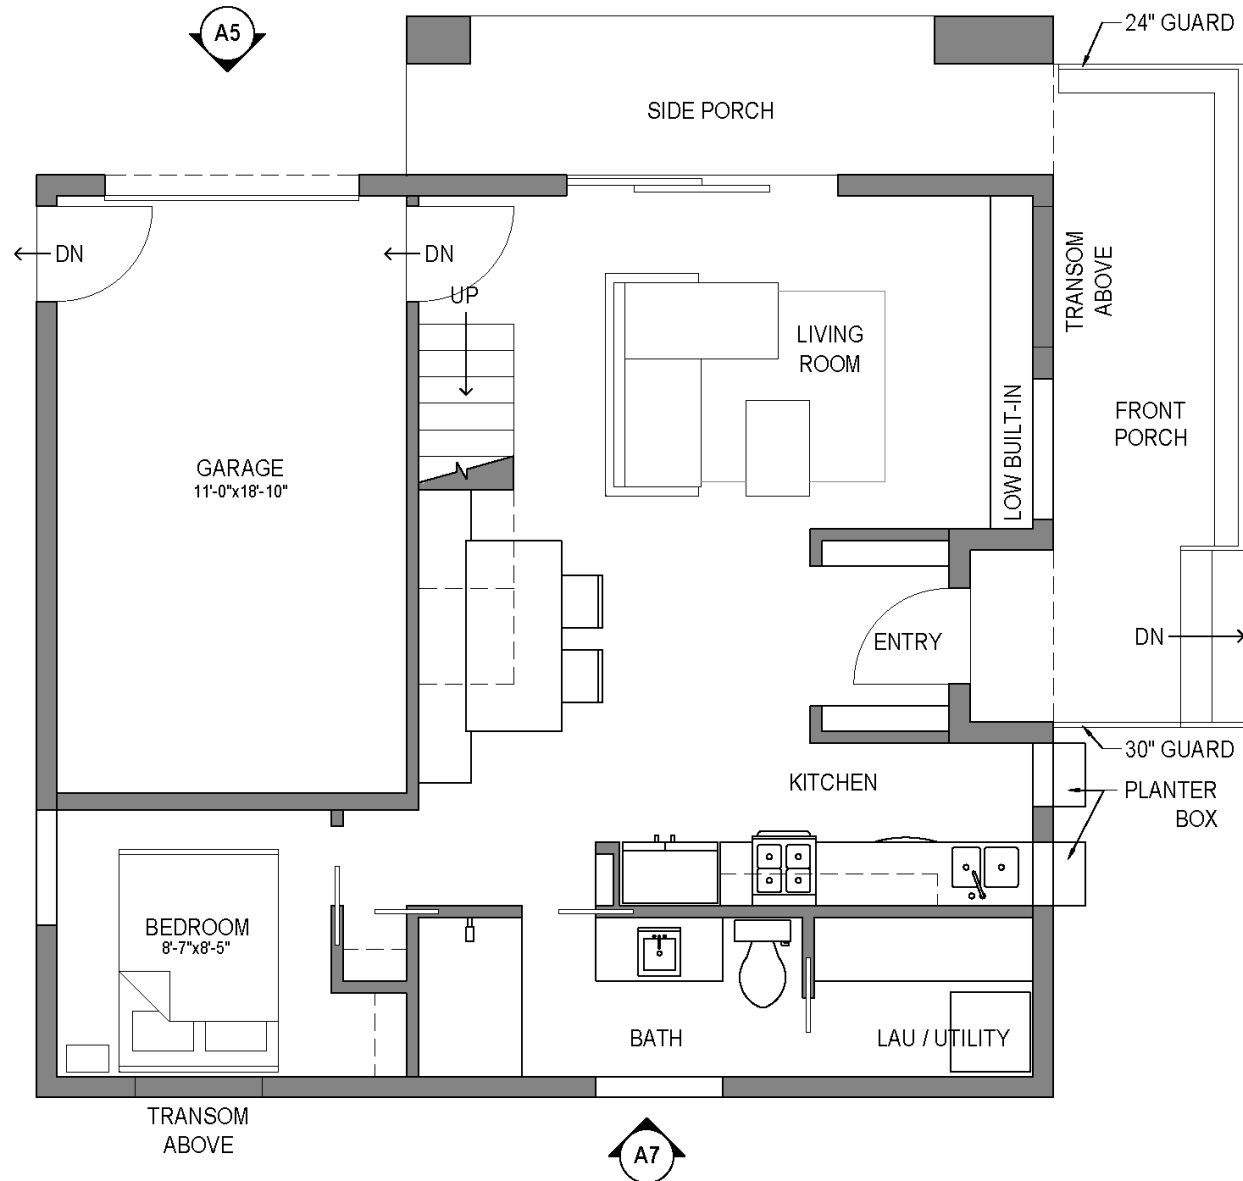 A5
24" GUARD
SIDE PORCH
DN
DN
UP
TRANSOM
ABOVE
LIVING
ROOM
LOW BUILT-IN
FRONT
PORCH
GARAGE
11'-0"x18'-10"
ENTRY
DN
30" GUARD
KITCHEN
PLANTER
BOX
BEDROOM
8'-7"x8'-5"
BATH
LAU / UTILITY
TRANSOM
ABOVE
A7